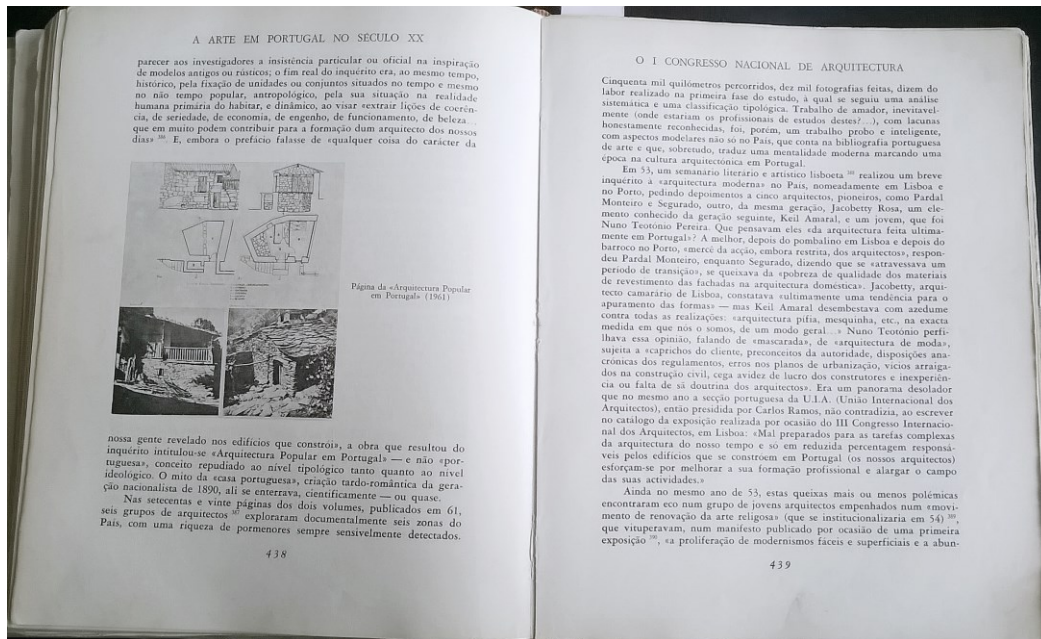 A ARTE EM PORTUGAL NO SÉCULO XX
parecer aos investigadores a insistência particular ou oficial na inspiração
de modelos antigos ou rústicos; o fim real do inquérito era, ao mesmo tempo,
histórico, pela fixação de unidades ou conjuntos situados no tempo e mesmo
no não tempo popular, antropológico, pela sua situação na realidade
humana primária do habitar, e dinâmico, ao visar «extrair lições de coerên-
cia, de seriedade, de economia, de engenho, de funcionamento, de beleza...
que em muito podem contribuir para a formação dum arquitecto dos nossos
dias» E, embora o prefácio falasse de «qualquer coisa do carácter da
Página da «Arquitectura Popular
em Portugal» (1961)
nossa gente revelado nos edifícios que constrói», a obra que resultou do
inquérito intitulou-se «Arquitectura Popular em Portugal» — e não «por-
tuguesa», conceito repudiado ao nível tipológico tanto quanto ao nível
ideológico. O mito da «casa portuguesa», criação tardo-romântica da gera-
ção nacionalista de 1890, ali se enterrava, cientificamente — ou quase.
Nas setecentas e vinte páginas dos dois volumes, publicados em 61,
seis grupos de arquitectos exploraram documentalmente seis zonas do
País, com uma riqueza de pormenores sempre sensivelmente detectados.
438
O I CONGRESSO NACIONAL DE ARQUITECTURA
Cinquenta mil quilómetros percorridos, dez mil fotografias feitas, dizem do
labor realizado na primeira fase do estudo, à qual se seguiu uma análise
sistemática e uma classificação tipológica. Trabalho de amador, inevitavel-
mente (onde estariam os profissionais de estudos destes?...), com lacunas
honestamente reconhecidas, foi, porém, um trabalho probo e inteligente,
com aspectos modelares não só no País, que conta na bibliografia portuguesa
de arte e que, sobretudo, traduz uma mentalidade moderna marcando uma
época na cultura arquitectónica em Portugal.
Em 53, um semanário literário e artístico lisboeta realizou um breve
inquérito à «arquitectura moderna» no País, nomeadamente em Lisboa e
no Porto, pedindo depoimentos a cinco arquitectos, pioneiros, como Pardal
Monteiro e Segurado, outro, da mesma geração, Jacobetty Rosa, um ele-
mento conhecido da geração seguinte, Keil Amaral, e um jovem, que foi
Nuno Teotónio Pereira. Que pensavam eles «da arquitectura feita ultima-
mente em Portugal»? A melhor, depois do pombalino em Lisboa e depois do
barroco no Porto, «mercê da acção, embora restrita, dos arquitectos», respon-
deu Pardal Monteiro, enquanto Segurado, dizendo que se «atravessava um
período de transição», se queixava da «pobreza de qualidade dos materiais
de revestimento das fachadas na arquitectura doméstica». Jacobetty, arqui-
tecto camarário de Lisboa, constatava «ultimamente uma tendência para o
apuramento das formas» — mas Keil Amaral desembestava com azedume
contra todas as realizações: «arquitectura pífia, mesquinha, etc., na exacta
medida em que nós o somos, de um modo geral...» Nuno Teotónio perfi-
lhava essa opinião, falando de «mascarada», de «arquitectura de moda»,
sujeita a «caprichos do cliente, preconceitos da autoridade, disposições ana-
crónicas dos regulamentos, erros nos planos de urbanização, vícios arraiga-
dos na construção civil, cega avidez de lucro dos construtores e inexperiên-
cia ou falta de sã doutrina dos arquitectos». Era um panorama desolador
que no mesmo ano a secção portuguesa da U.I.A. (União Internacional dos
Arquitectos), então presidida por Carlos Ramos, não contradizia, ao escrever
no catálogo da exposição realizada por ocasião do III Congresso Internacio-
nal dos Arquitectos, em Lisboa: «Mal preparados para as tarefas complexas
da arquitectura do nosso tempo e só em reduzida percentagem responsá-
veis pelos edifícios que se constroem em Portugal (os nossos arquitectos)
esforçam-se por melhorar a sua formação profissional e alargar o campo
das suas actividades.»
Ainda no mesmo ano de 53, estas queixas mais ou menos polémicas
encontraram eco num grupo de jovens arquitectos empenhados num «movi-
mento de renovação da arte religosa» (que se institucionalizaria em 54)
que vituperavam, num manifesto publicado por ocasião de uma primeira
exposição , «a proliferação de modernismos fáceis e superficiais e a abun-
439